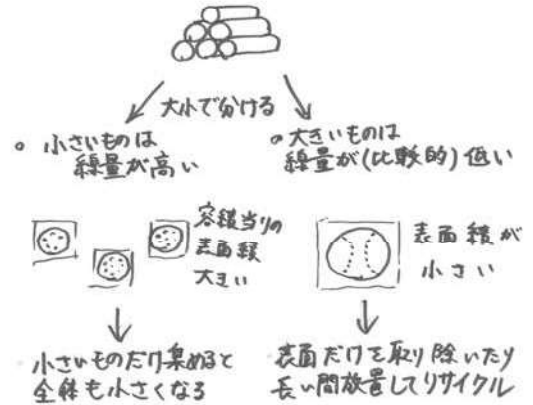 大小で分ける
。小さいものは
線量が高い
。大きいものは
線量が(比較的)低い
容積当りの
表面積
大きい
表面積が
小さい
小さいものだけ集めると
全体も小さくなる
表面だけを取り除いたり
長い間放置してリサイクル